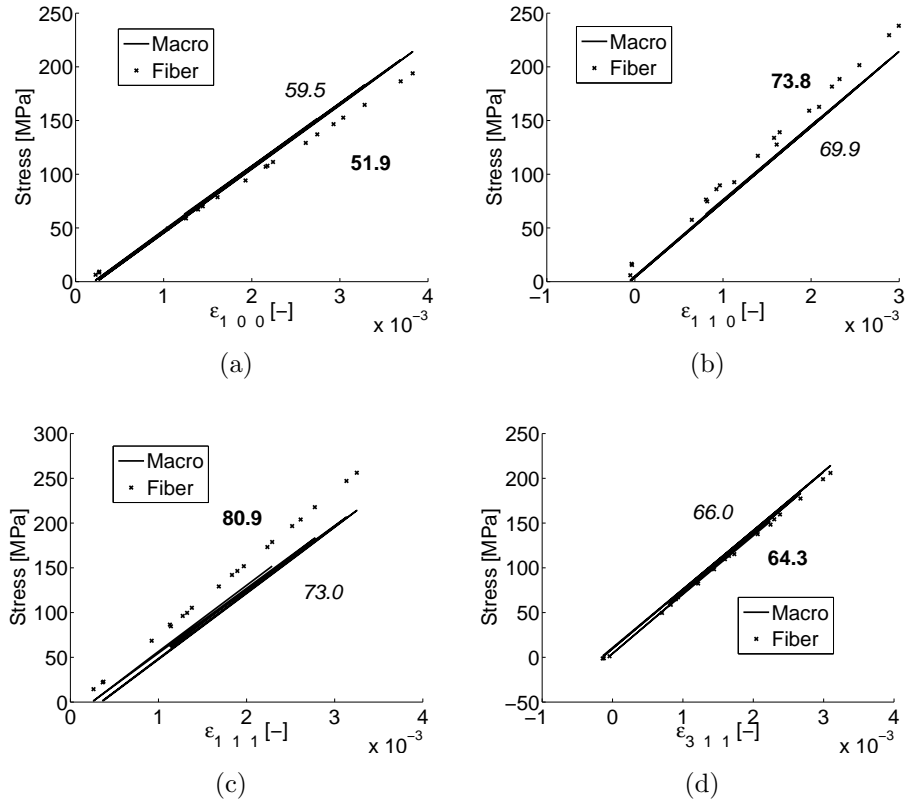 250
200
150
100
50
0
Stress [MPa]
Macro
Fiber
59.5
51.9
0 1 2 3 4
ε1 0 0 [−]
x 10−3
(a)
250
200
150
100
50
0
Stress [MPa]
Macro
Fiber
73.8
69.9
−1 0 1 2 3
ε1 1 0 [−]
x 10−3
(b)
300
250
200
150
100
50
0
Stress [MPa]
Macro
Fiber
80.9
73.0
0 1 2 3 4
ε1 1 1 [−]
x 10−3
(c)
250
200
150
100
50
0
−50
Stress [MPa]
66.0
64.3
Macro
Fiber
−1 0 1 2 3 4
ε3 1 1 [−]
x 10−3
(d)